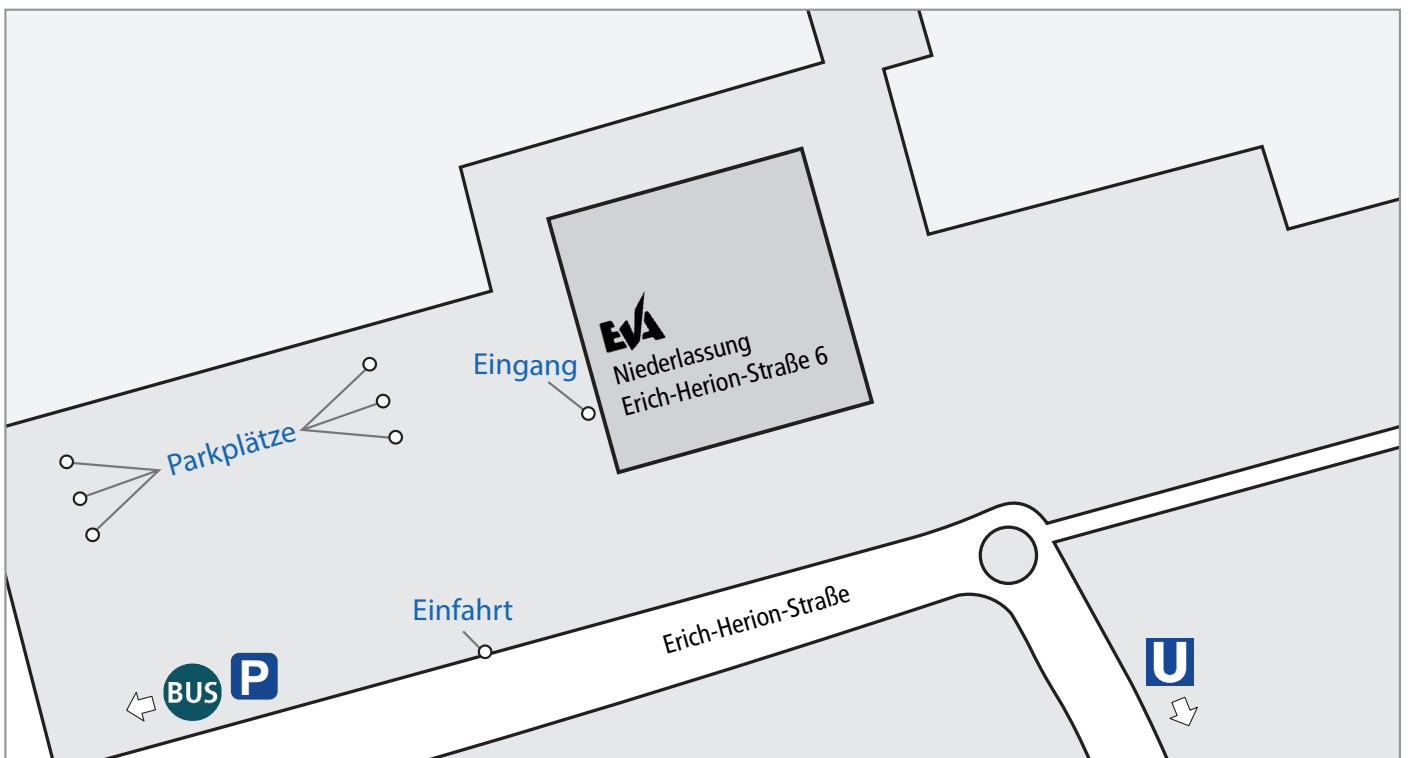 EVA
Niederlassung
Erich-Herion-Straße 6
Eingang
Parkplätze
Einfahrt
Erich-Herion-Straße
BUS
P
U